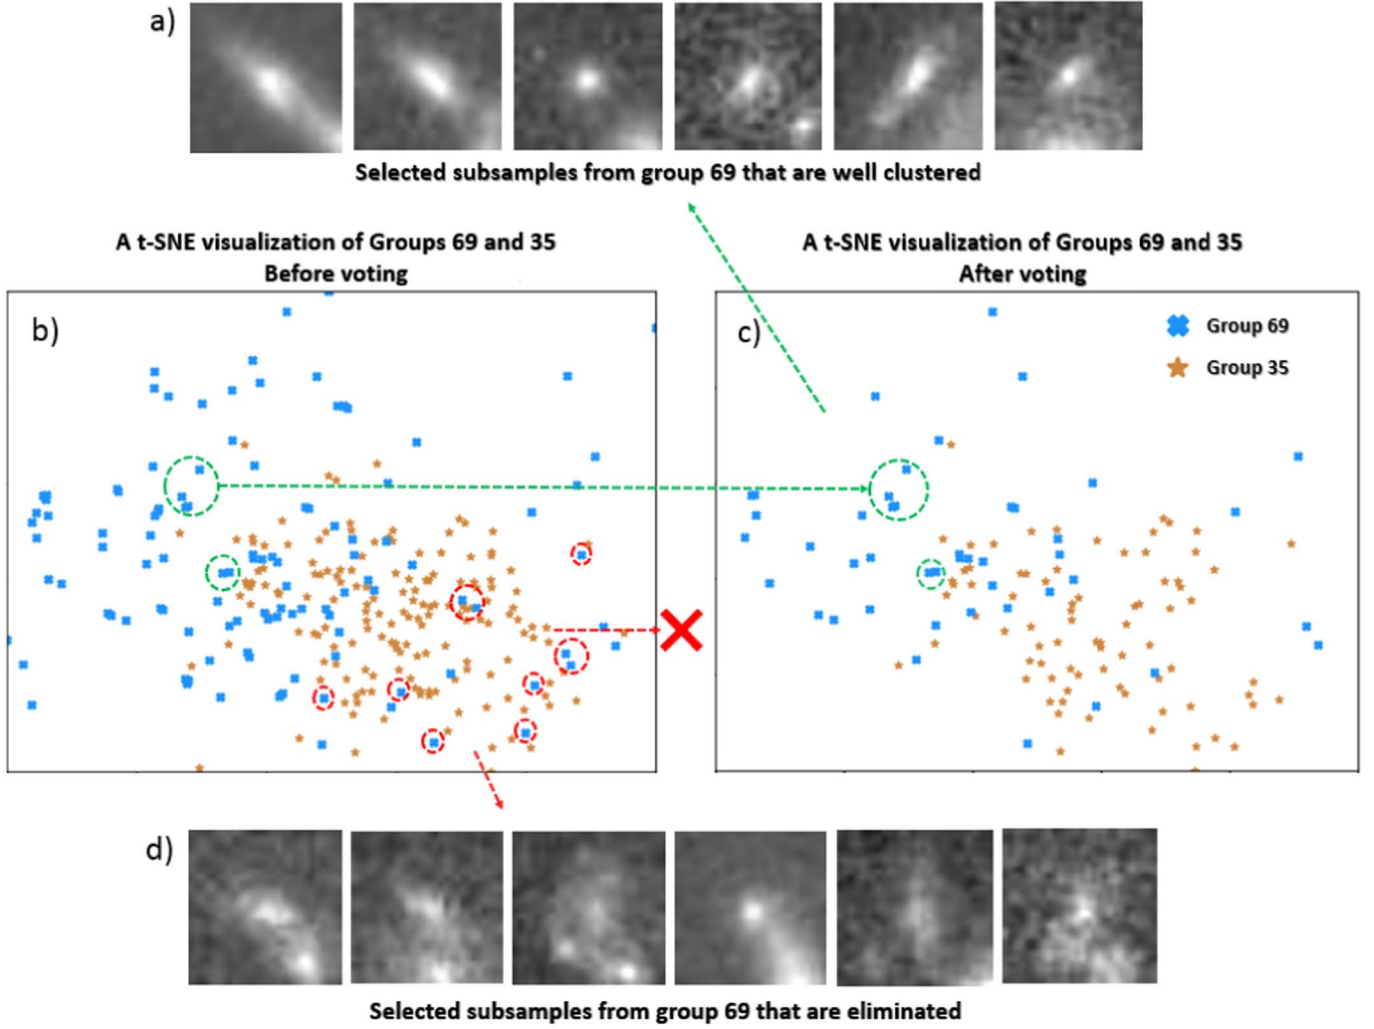 a)
Selected subsamples from group 69 that are well clustered
A t-SNE visualization of Groups 69 and 35
Before voting
A t-SNE visualization of Groups 69 and 35
After voting
b)
c)
Group 69
Group 35
d)
Selected subsamples from group 69 that are eliminated